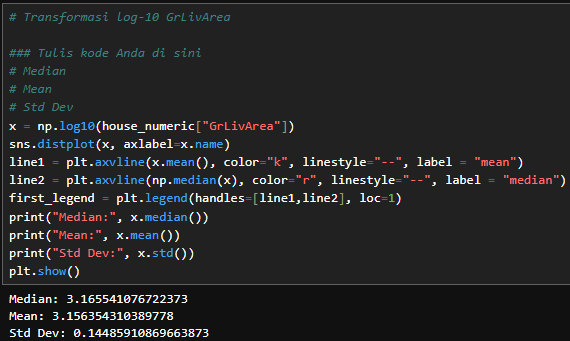 # Transformasi log-10 GrLivArea
### Tulis kode Anda di sini
# Median
# Mean
# Std Dev
x = np.log10(house_numeric["GrLivArea"])
sns.distplot(x, axlabel=x.name)
line1 = plt.axvline(x.mean(), color="k", linestyle="--", label = "mean")
line2 = plt.axvline(np.median(x), color="r", linestyle="--", label = "median")
first_legend = plt.legend(handles=[line1,line2], loc=1)
print("Median:", x.median())
print("Mean:", x.mean())
print("Std Dev:", x.std())
plt.show()
Median: 3.165541076722373
Mean: 3.156354310389778
Std Dev: 0.14485910869663873